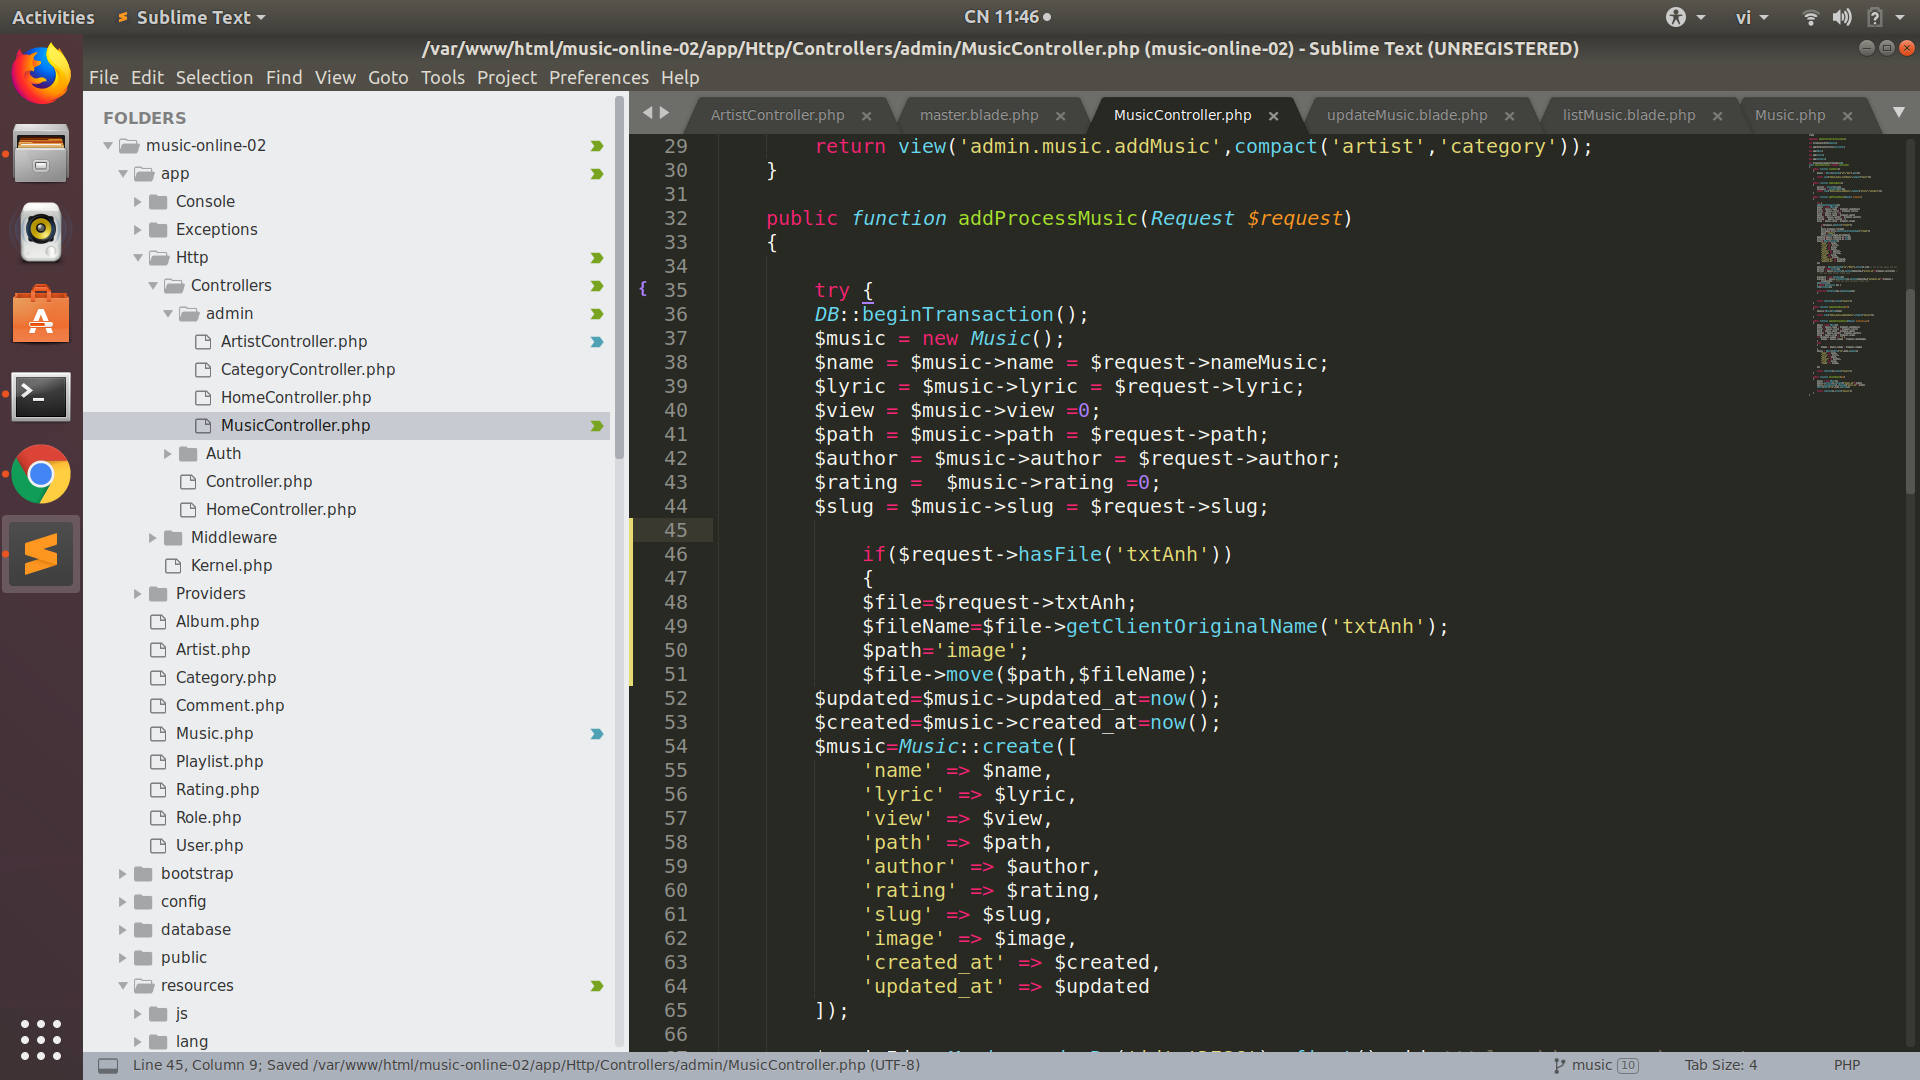 Activities
Sublime Text
CN 11:46
vi
/var/www/html/music-online-02/app/Http/Controllers/admin/MusicController.php (music-online-02) - Sublime Text (UNREGISTERED)
File Edit Selection Find View Goto Tools Project Preferences Help
FOLDERS
music-online-02
app
Console
Exceptions
Http
Controllers
admin
ArtistController.php
CategoryController.php
HomeController.php
MusicController.php
Auth
Controller.php
HomeController.php
Middleware
Kernel.php
Providers
Album.php
Artist.php
Category.php
Comment.php
Music.php
Playlist.php
Rating.php
Role.php
User.php
bootstrap
config
database
public
resources
js
lang
ArtistController.php
master.blade.php
MusicController.php
updateMusic.blade.php
listMusic.blade.php
Music.php
29 return view('admin.music.addMusic',compact('artist','category'));
30 }
31
32 public function addProcessMusic(Request $request)
33 {
34
{ 35 try {
36 DB::beginTransaction();
37 $music = new Music();
38 $name = $music->name = $request->nameMusic;
39 $lyric = $music->lyric = $request->lyric;
40 $view = $music->view =0;
41 $path = $music->path = $request->path;
42 $author = $music->author = $request->author;
43 $rating =  $music->rating =0;
44 $slug = $music->slug = $request->slug;
45
46 if($request->hasFile('txtAnh'))
47 {
48 $file=$request->txtAnh;
49 $fileName=$file->getClientOriginalName('txtAnh');
50 $path='image';
51 $file->move($path,$fileName);
52 $updated=$music->updated_at=now();
53 $created=$music->created_at=now();
54 $music=Music::create([
55 'name' => $name,
56 'lyric' => $lyric,
57 'view' => $view,
58 'path' => $path,
59 'author' => $author,
60 'rating' => $rating,
61 'slug' => $slug,
62 'image' => $image,
63 'created_at' => $created,
64 'updated_at' => $updated
65 ]);
66
Line 45, Column 9; Saved /var/www/html/music-online-02/app/Http/Controllers/admin/MusicController.php (UTF-8)
music 10
Tab Size: 4
PHP